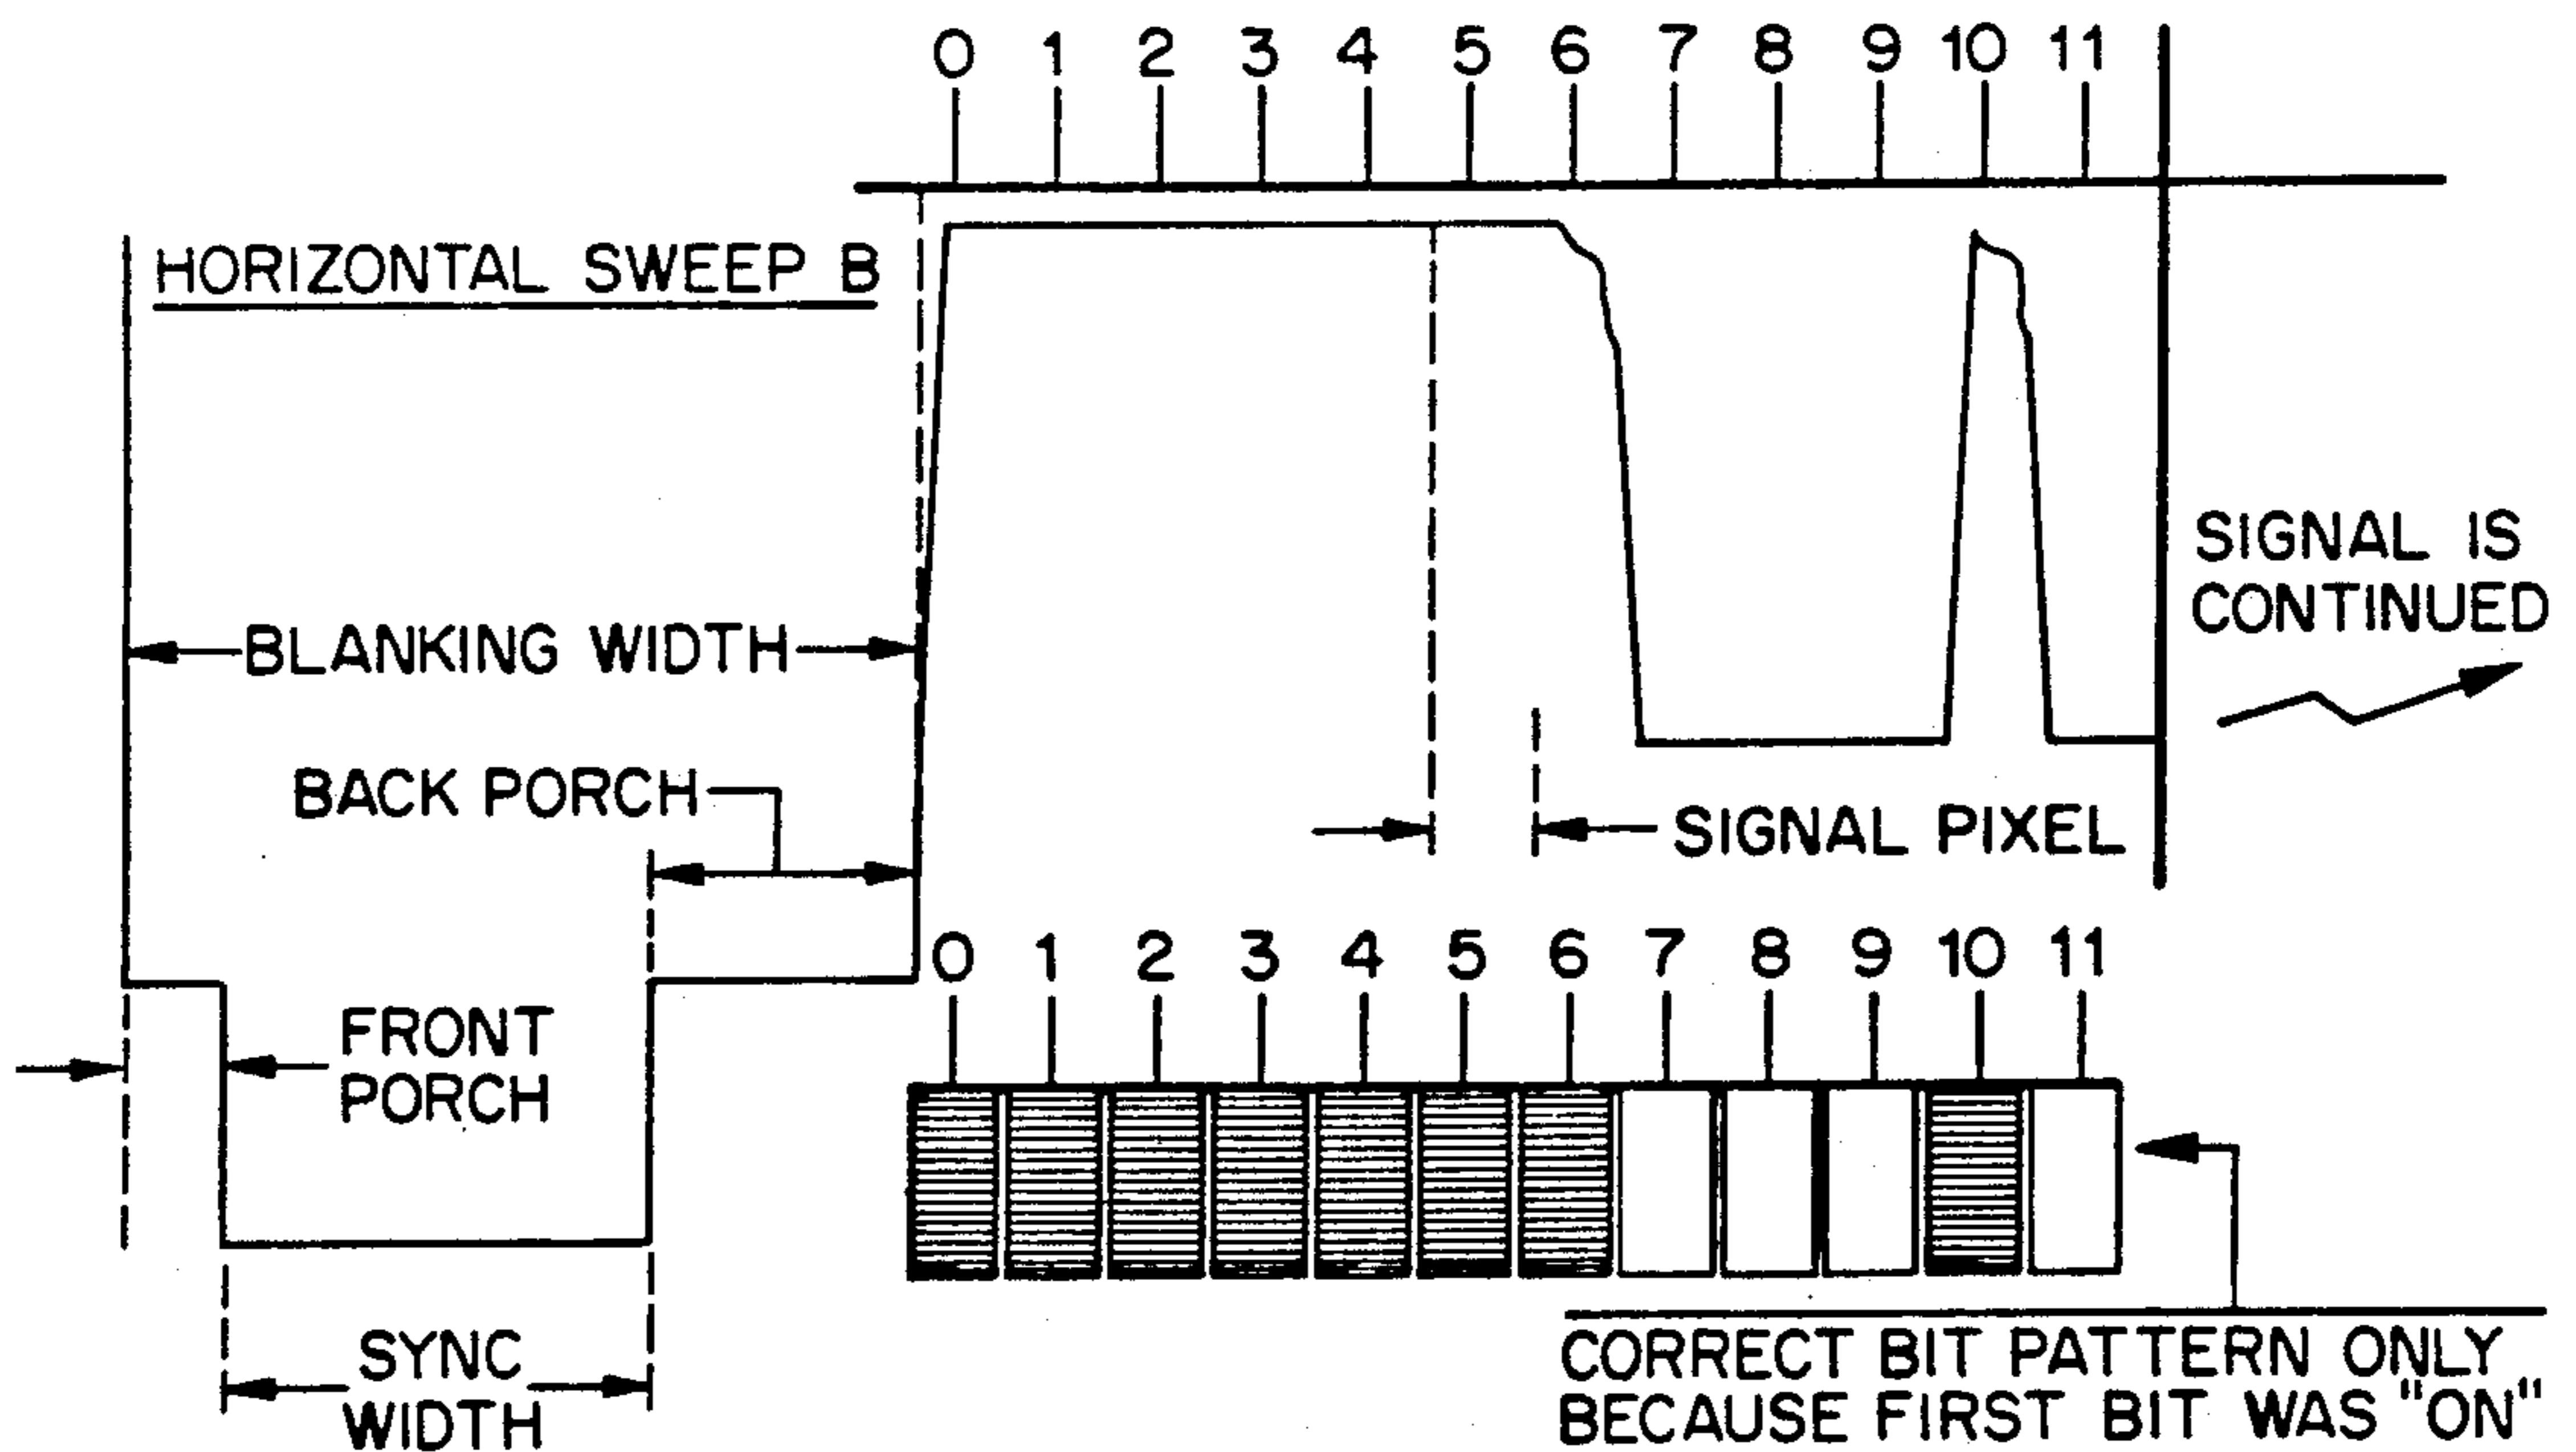 0 1 2 3 4 5 6 7 8 9 10 11
HORIZONTAL SWEEP B
SIGNAL IS
CONTINUED
BLANKING WIDTH
BACK PORCH
SIGNAL PIXEL
0 1 2 3 4 5 6 7 8 9 10 11
FRONT
PORCH
SYNC
WIDTH
CORRECT BIT PATTERN ONLY
BECAUSE FIRST BIT WAS "ON"